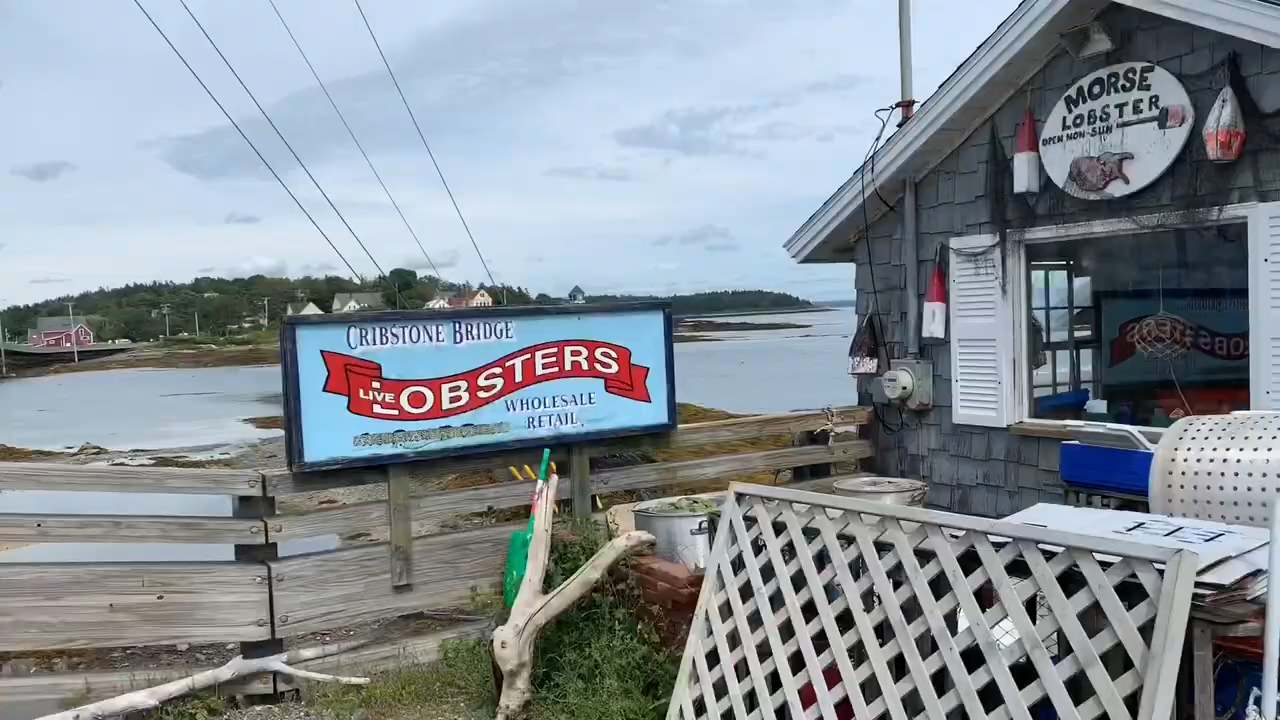 CRIBSTONE BRIDGE
LIVE LOBSTERS
WHOLESALE
RETAIL
MORSE
LOBSTER
OPEN MON-SUN